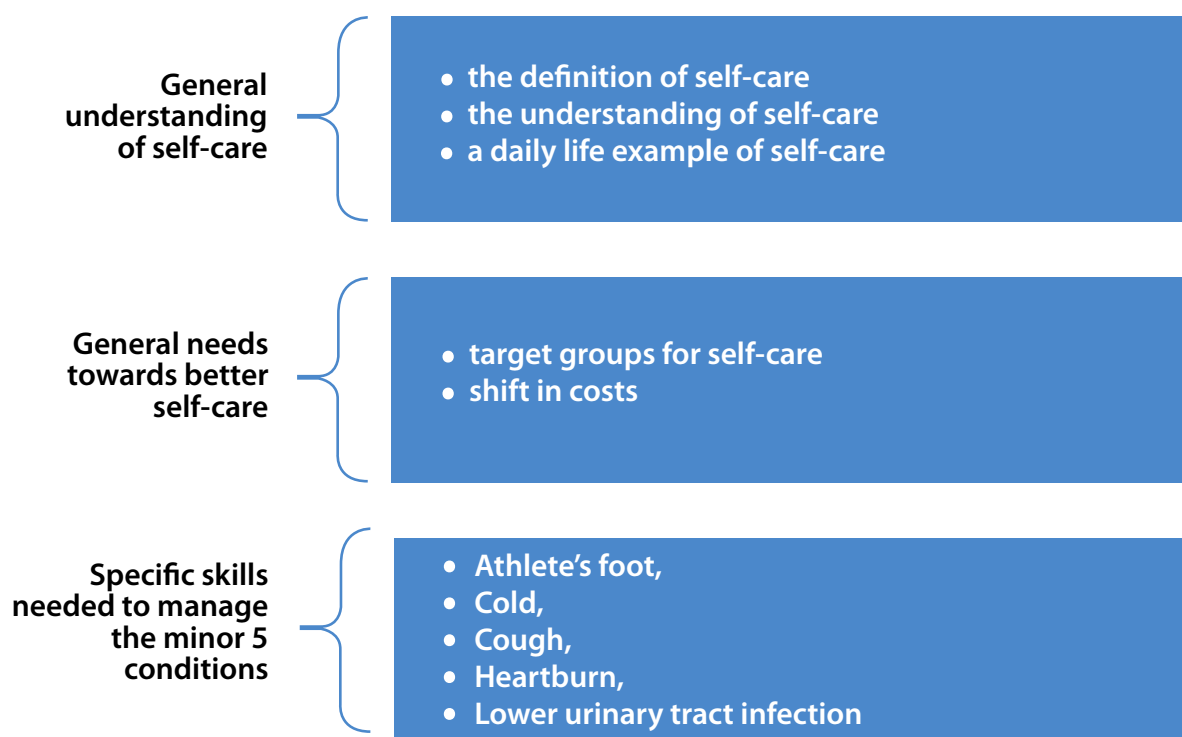 General
understanding
of self-care
• the definition of self-care
• the understanding of self-care
• a daily life example of self-care
General needs
towards better
self-care
• target groups for self-care
• shift in costs
Specific skills
needed to manage
the minor 5
conditions
• Athlete’s foot,
• Cold,
• Cough,
• Heartburn,
• Lower urinary tract infection